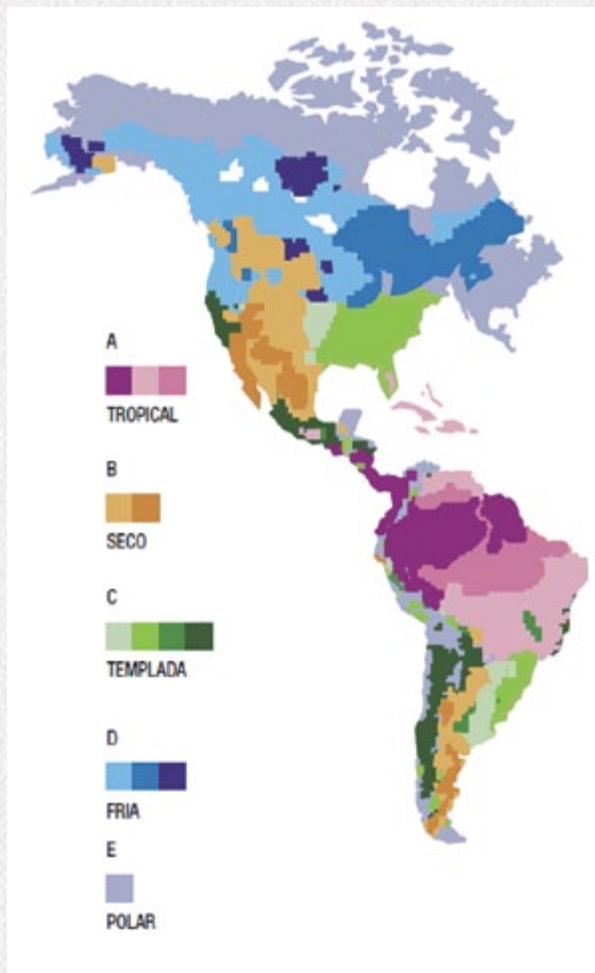 A
TROPICAL
B
SECO
C
TEMPLADA
D
FRIA
E
POLAR